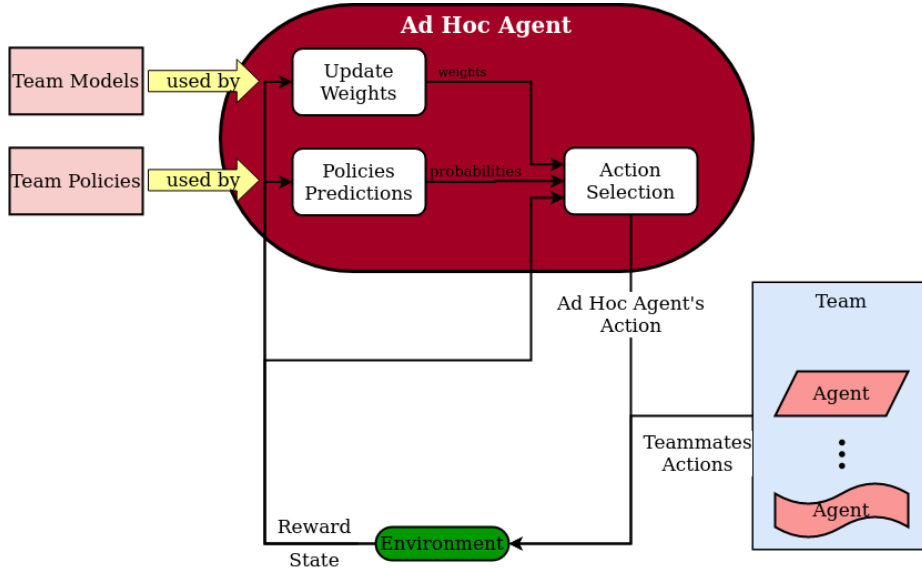 Ad Hoc Agent
Team Models
used by
Update
Weights
weights
Team Policies
used by
Policies
Predictions
probabilities
Action
Selection
Ad Hoc Agent's
Action
Team
Agent
Teammates
Actions
Agent
Reward
State
Environment